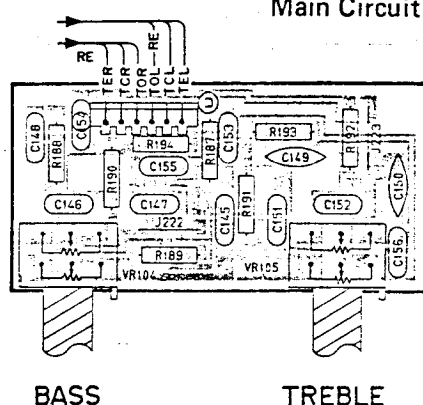 Main Circuit
RE
TER
TCR
TOR
TOL
RE
TCL
TEL
C148
R188
C154
R194
C155
R187
C153
R193
C149
R192
J223
C150
R190
C146
C147
J222
C145
R191
C151
C152
C156
R189
VR104
VR105
BASS
TREBLE